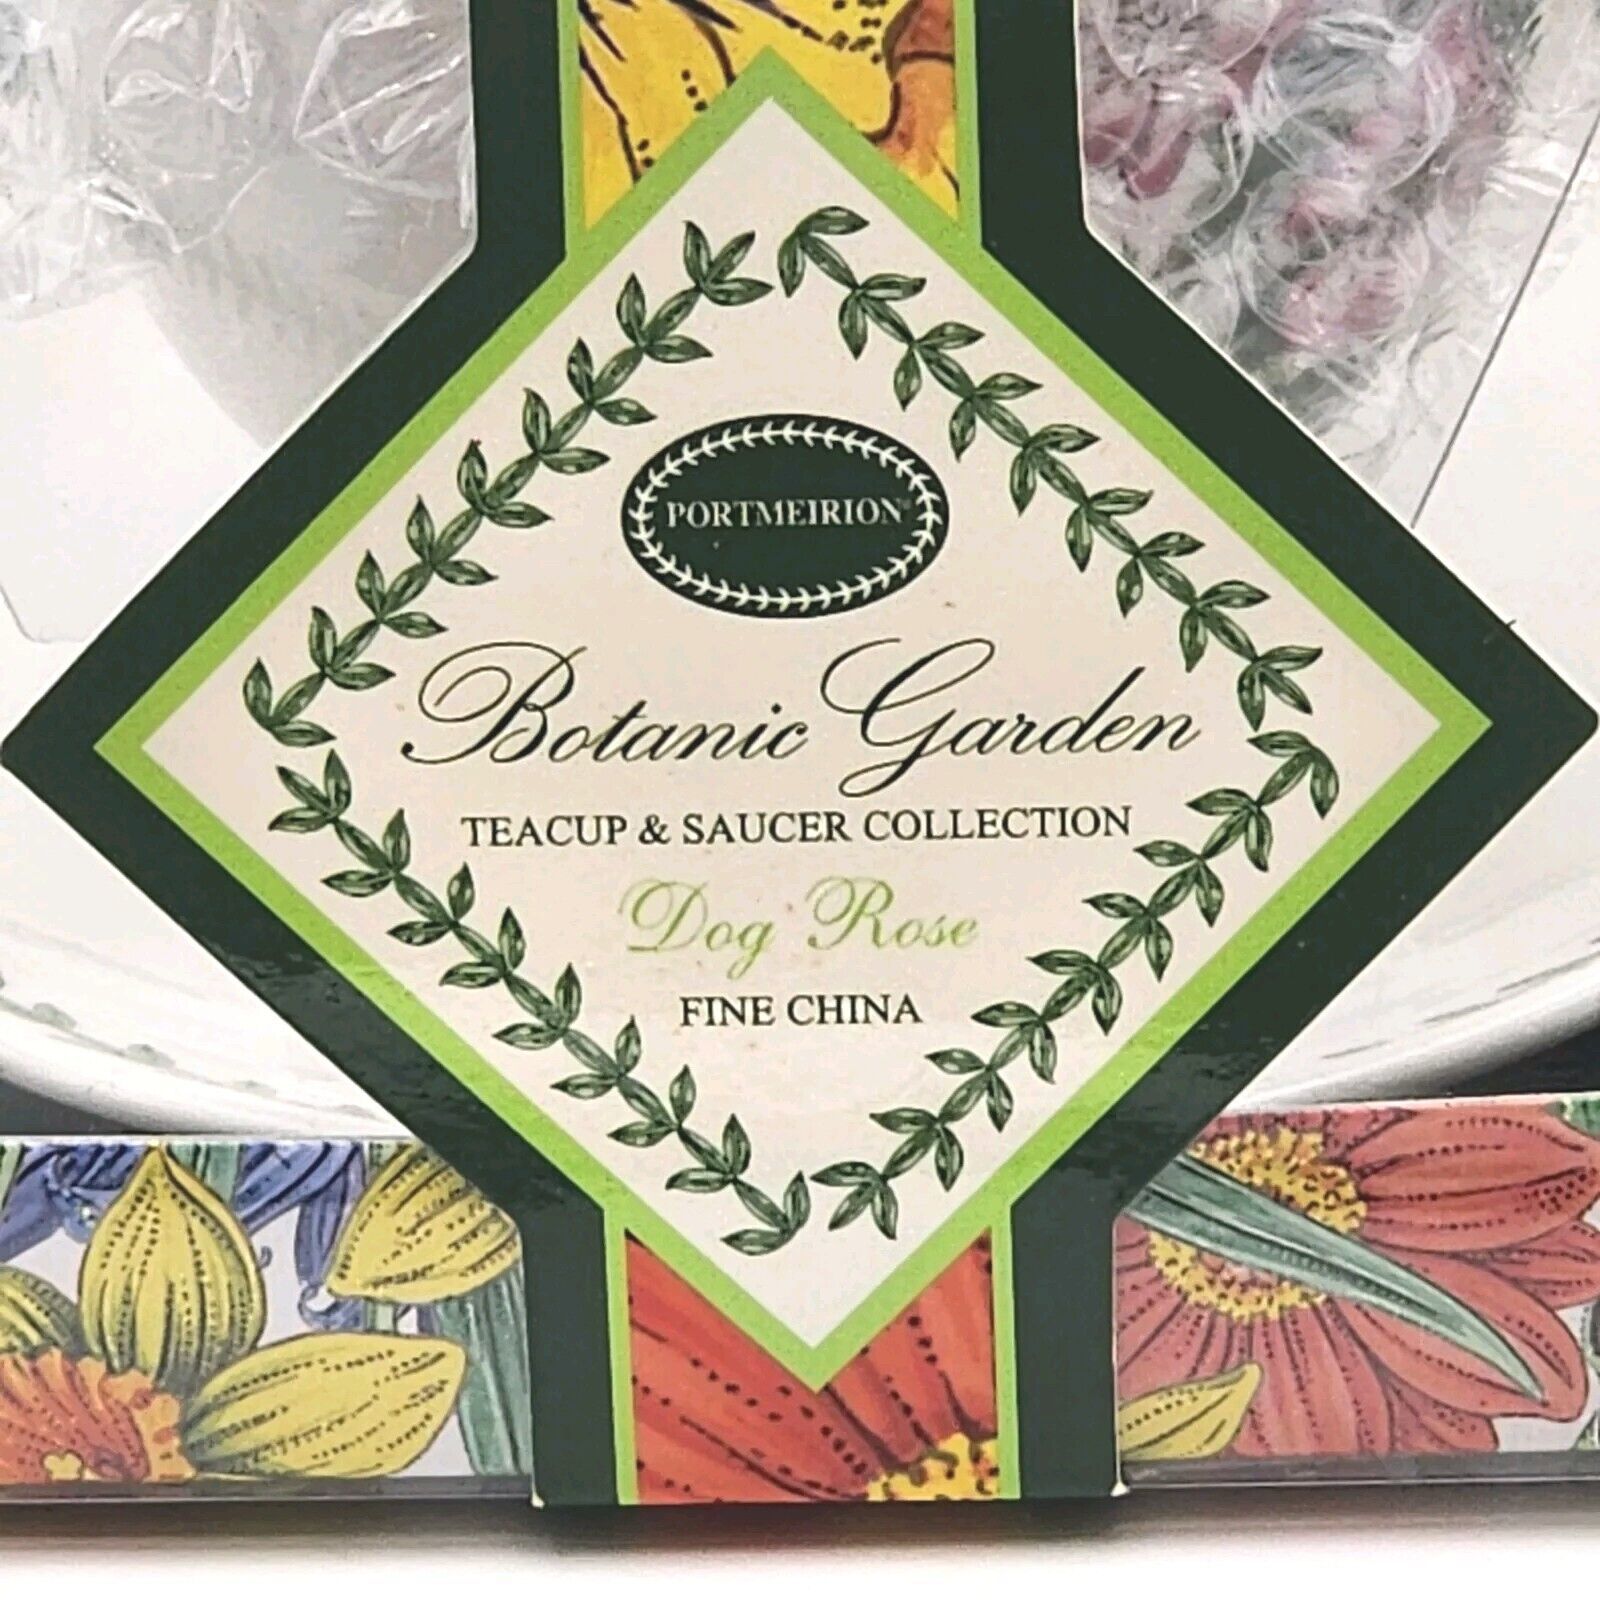 PORTMEIRION®
Botanic Garden
TEACUP & SAUCER COLLECTION
Dog Rose
FINE CHINA